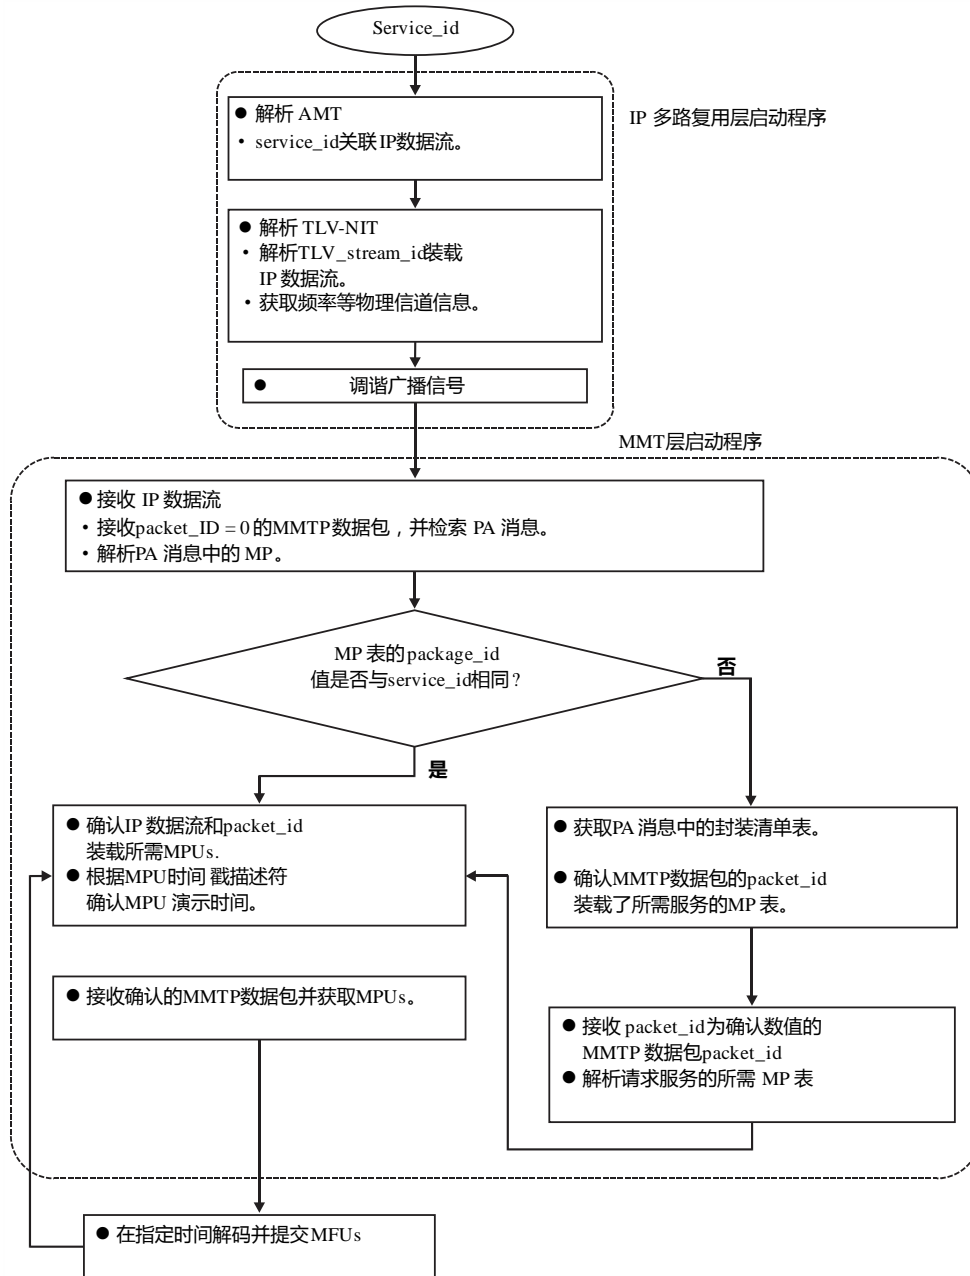 Service_id
● 解析 AMT
・ service_id关联IP数据流。
IP 多路复用层启动程序
● 解析 TLV-NIT
・ 解析TLV_stream_id装载
IP 数据流。
・ 获取频率等物理信道信息。
● 调谐广播信号
MMT层启动程序
● 接收 IP 数据流
・ 接收packet_ID = 0 的MMTP数据包，并检索 PA 消息。
・ 解析PA 消息中的 MP。
MP 表的package_id
值是否与service_id相同?
否
是
● 确认IP 数据流和packet_id
装载所需MPUs.
● 根据MPU时间 戳描述符
确认MPU 演示时间。
● 获取PA 消息中的封装清单表。
● 确认MMTP数据包的packet_id
装载了所需服务的MP 表。
● 接收确认的MMTP数据包并获取MPUs。
● 接收 packet_id为确认数值的
MMTP 数据包packet_id
● 解析请求服务的所需 MP 表
● 在指定时间解码并提交MFUs